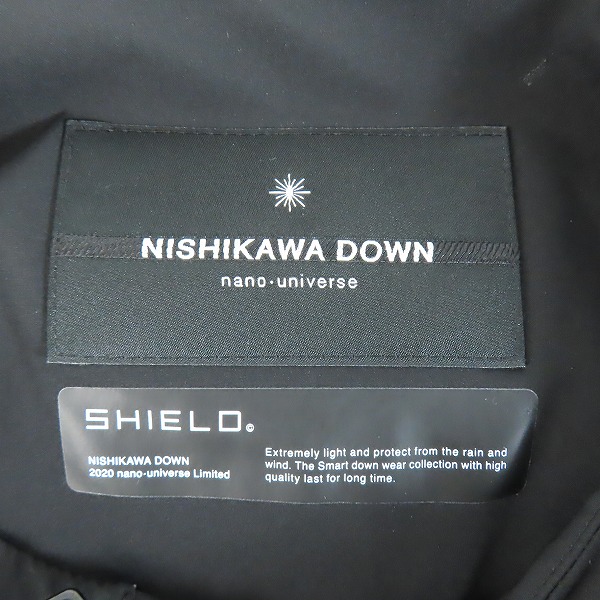 NISHIKAWA DOWN
nano·universe
SHIELD©
NISHIKAWA DOWN
2020 nano·universe Limited
Extremely light and protect from the rain and
wind. The Smart down wear collection with high
quality last for long time.